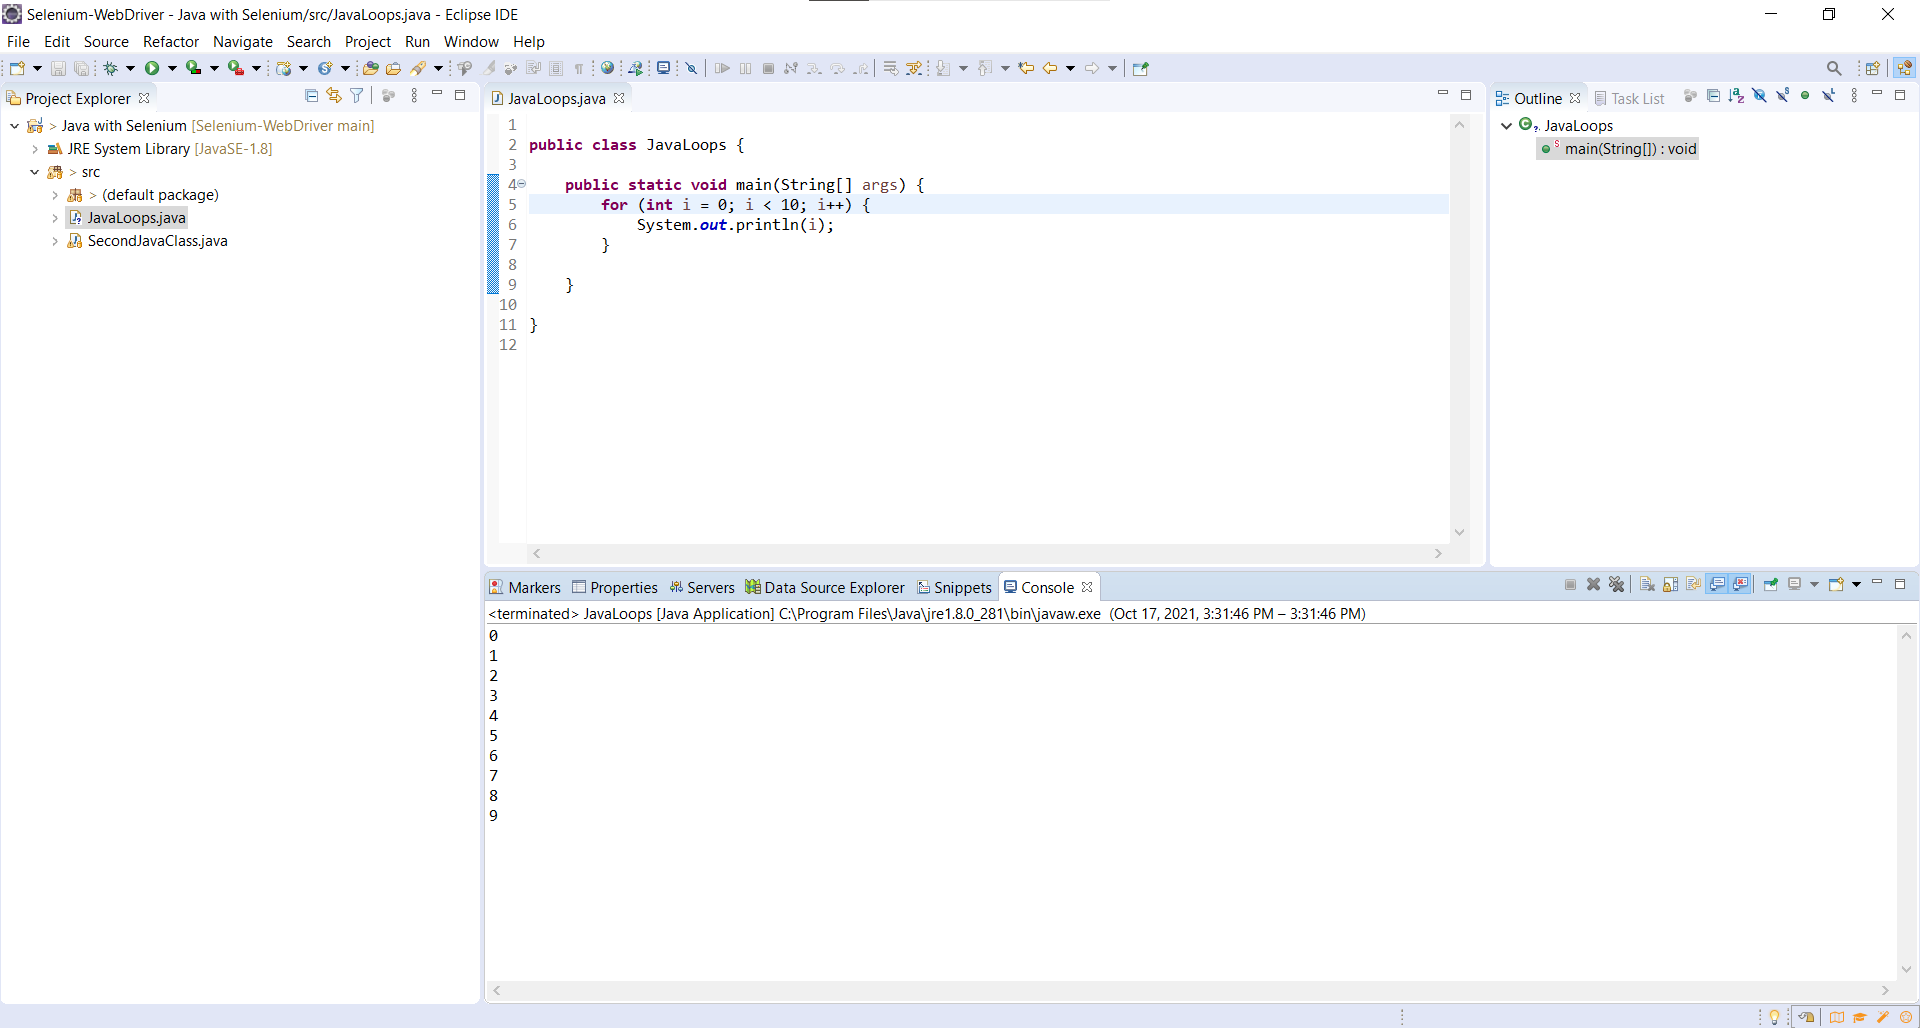 Selenium-WebDriver - Java with Selenium/src/JavaLoops.java - Eclipse IDE
File Edit Source Refactor Navigate Search Project Run Window Help
Project Explorer
> Java with Selenium [Selenium-WebDriver main]
JRE System Library [JavaSE-1.8]
> src
> (default package)
JavaLoops.java
SecondJavaClass.java
JavaLoops.java
1
2 public class JavaLoops {
3
4 public static void main(String[] args) {
5 for (int i = 0; i < 10; i++) {
6 System.out.println(i);
7 }
8
9 }
10
11 }
12
Outline Task List
JavaLoops
main(String[]) : void
Markers Properties Servers Data Source Explorer Snippets Console
<terminated> JavaLoops [Java Application] C:\Program Files\Java\jre1.8.0_281\bin\javaw.exe (Oct 17, 2021, 3:31:46 PM – 3:31:46 PM)
0
1
2
3
4
5
6
7
8
9